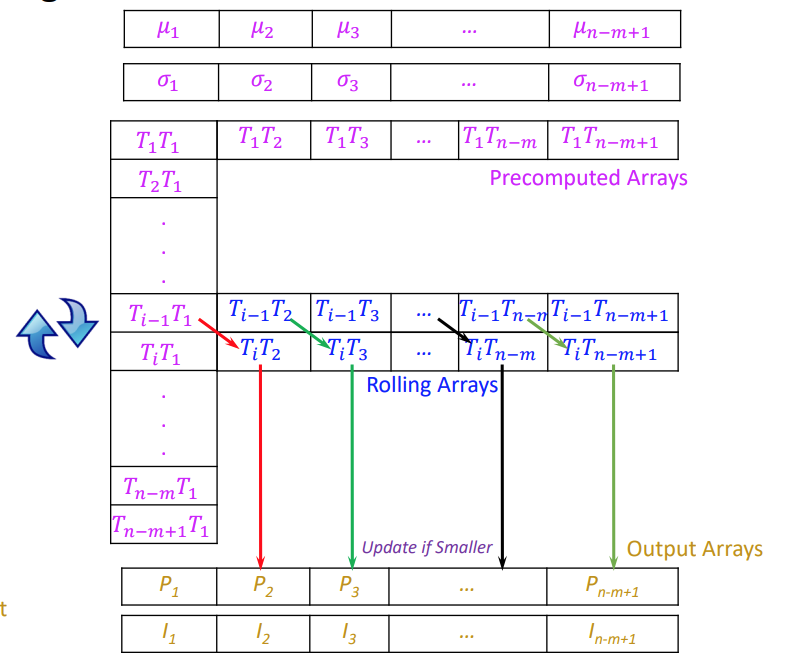 μ₁ μ₂ μ₃ ... μₙ₋ₘ₊₁
σ₁ σ₂ σ₃ ... σₙ₋ₘ₊₁
T₁T₁ T₁T₂ T₁T₃ ... T₁Tₙ₋ₘ T₁Tₙ₋ₘ₊₁
T₂T₁
Precomputed Arrays
.
.
.
Tᵢ₋₁T₁ Tᵢ₋₁T₂ Tᵢ₋₁T₃ ... Tᵢ₋₁Tₙ₋ₘ Tᵢ₋₁Tₙ₋ₘ₊₁
TᵢT₁ TᵢT₂ TᵢT₃ ... TᵢTₙ₋ₘ TᵢTₙ₋ₘ₊₁
Rolling Arrays
.
.
.
Tₙ₋ₘT₁
Tₙ₋ₘ₊₁T₁
Update if Smaller
Output Arrays
P₁ P₂ P₃ ... Pₙ₋ₘ₊₁
t
I₁ I₂ I₃ ... Iₙ₋ₘ₊₁